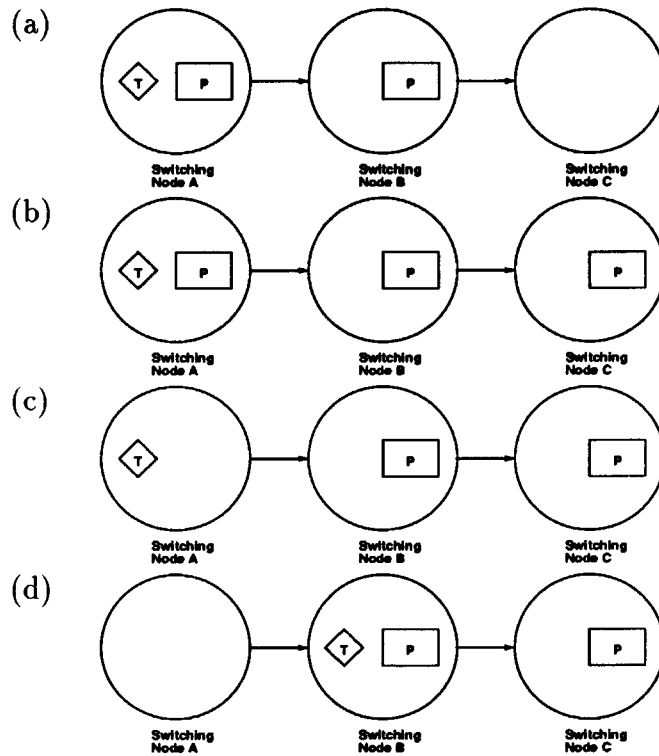 (a)
T P P
Switching Node A
Switching Node B
Switching Node C
(b)
T P P P
Switching Node A
Switching Node B
Switching Node C
(c)
T P P
Switching Node A
Switching Node B
Switching Node C
(d)
T P P
Switching Node A
Switching Node B
Switching Node C